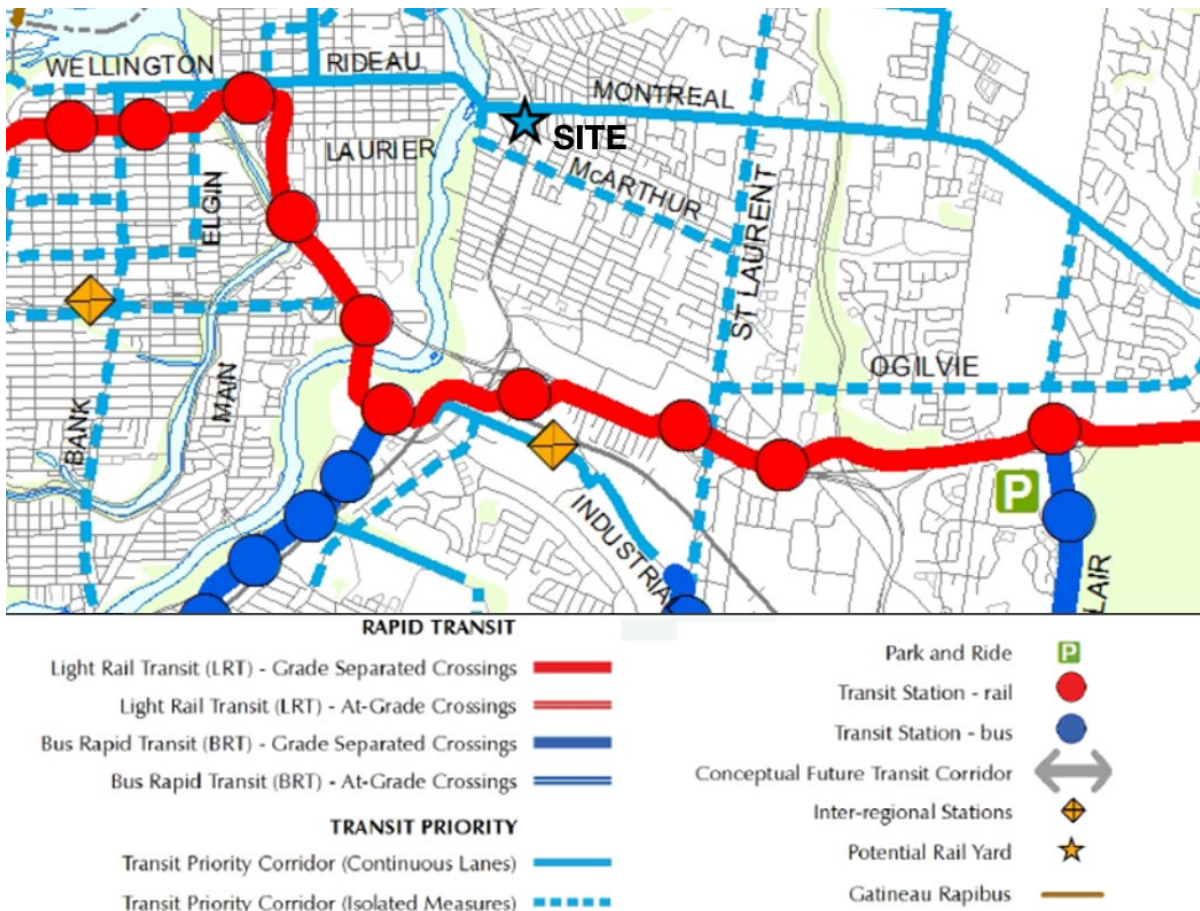 WELLINGTON
RIDEAU
MONTREAL
SITE
LAURIER
McARTHUR
ELGIN
ST LAURENT
OGILVIE
MAIN
BANK
P
INDUSTRIA
LAIR
RAPID TRANSIT
Light Rail Transit (LRT) - Grade Separated Crossings
Light Rail Transit (LRT) - At-Grade Crossings
Bus Rapid Transit (BRT) - Grade Separated Crossings
Bus Rapid Transit (BRT) - At-Grade Crossings
TRANSIT PRIORITY
Transit Priority Corridor (Continuous Lanes)
Transit Priority Corridor (Isolated Measures)
Park and Ride P
Transit Station - rail
Transit Station - bus
Conceptual Future Transit Corridor
Inter-regional Stations
Potential Rail Yard
Gatineau Rapibus